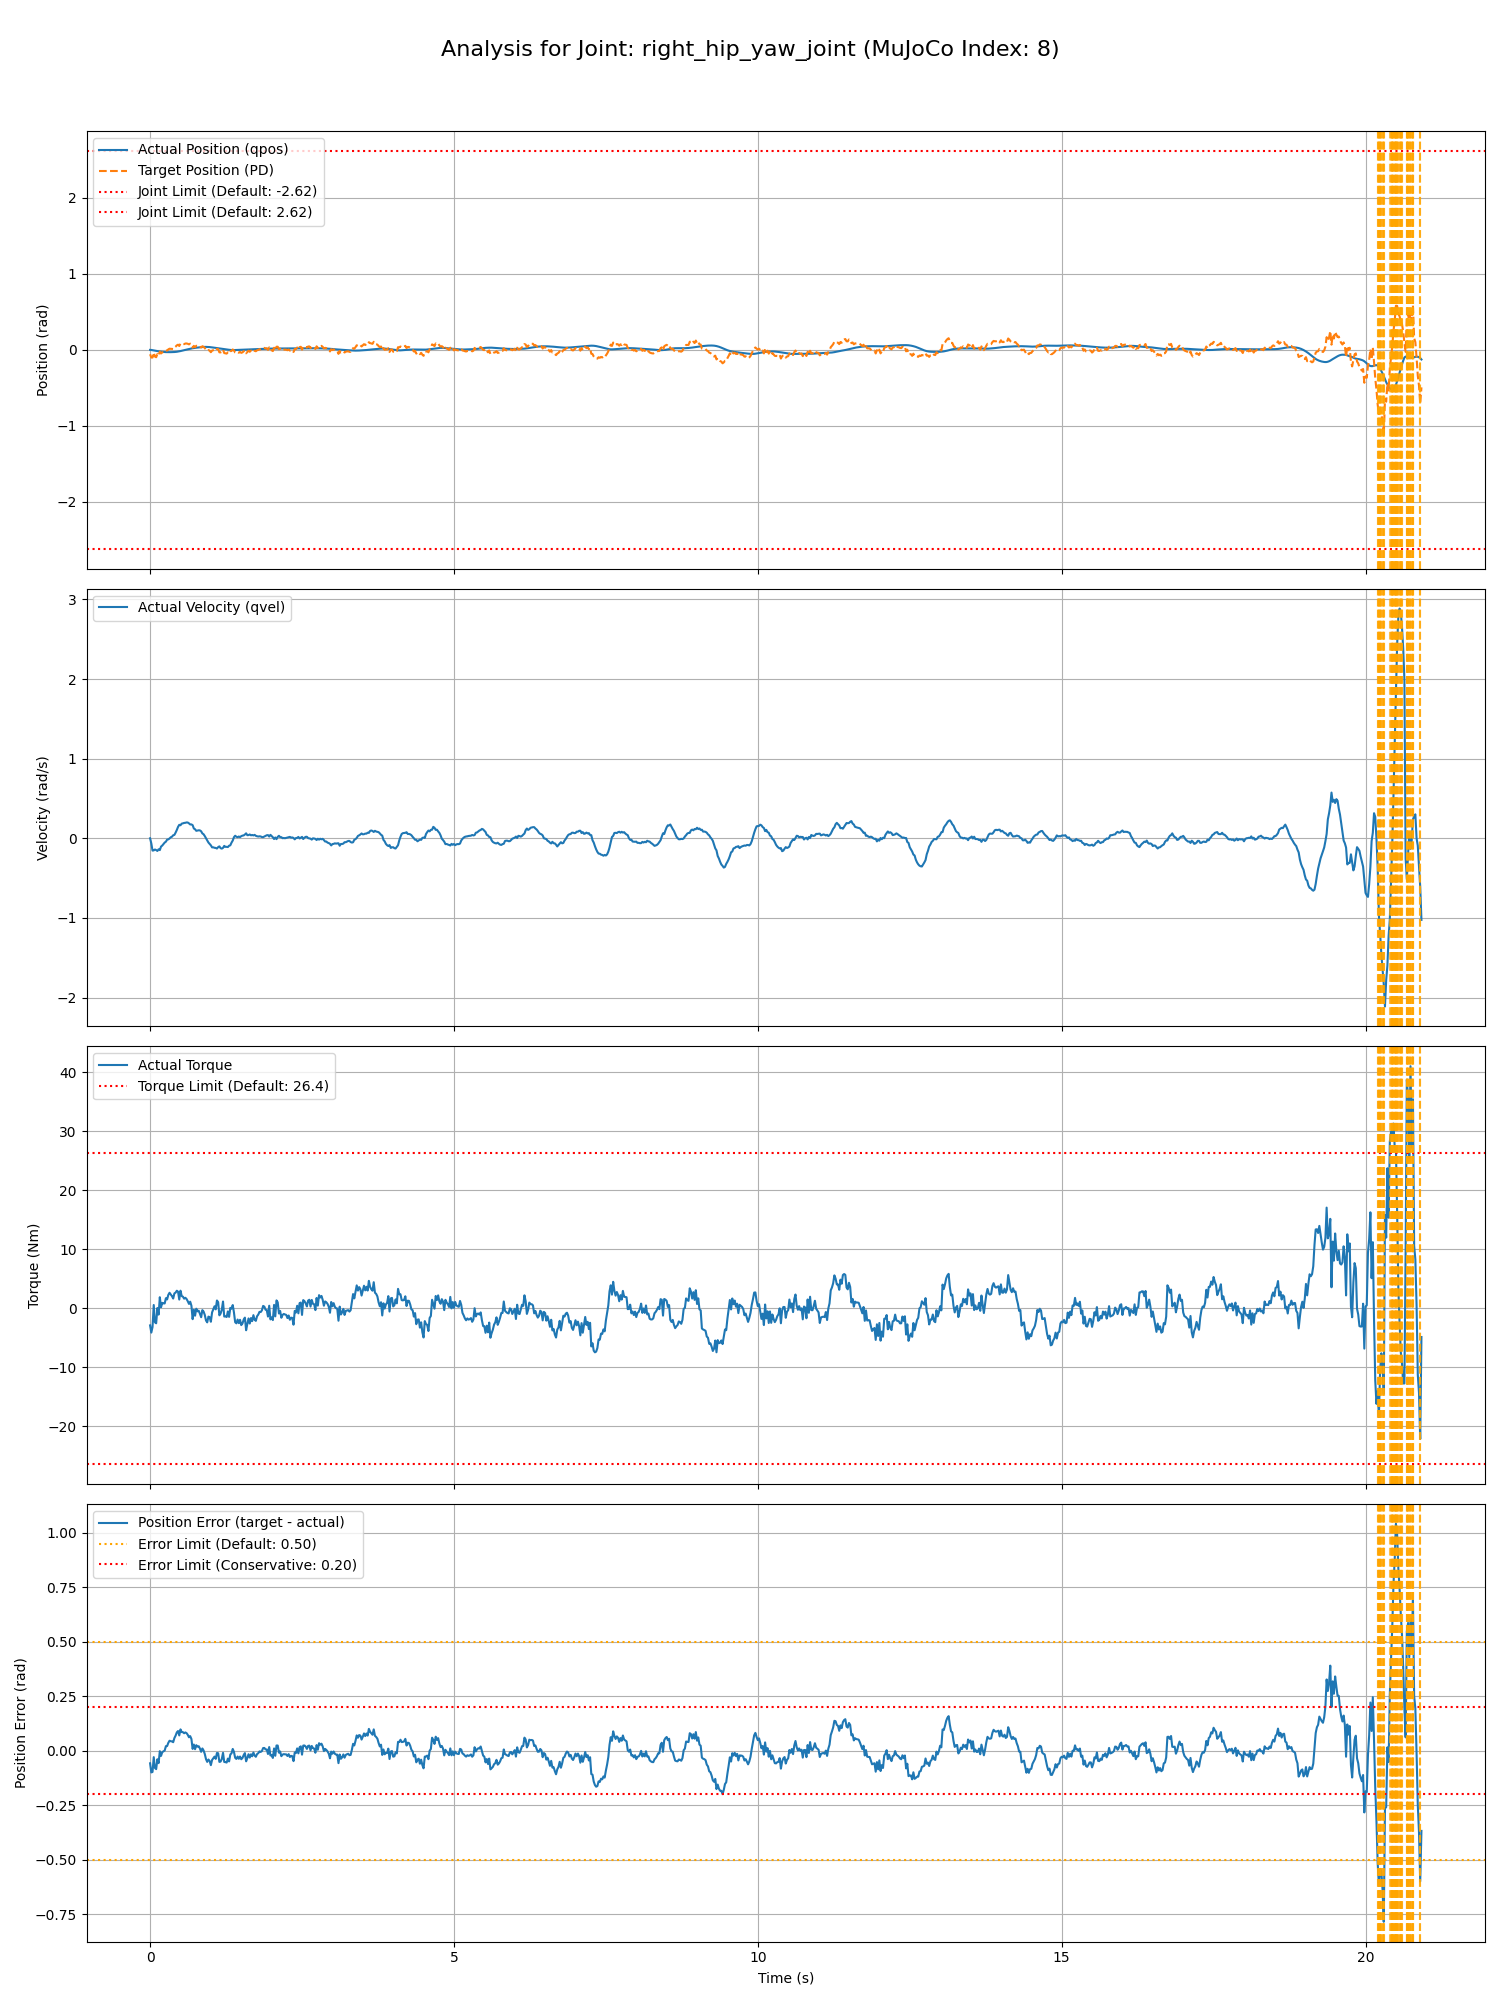 Analysis for Joint: right_hip_yaw_joint (MuJoCo Index: 8)
Actual Position (qpos)
Target Position (PD)
Joint Limit (Default: -2.62)
Joint Limit (Default: 2.62)
Position (rad)
2
1
0
−1
−2
Actual Velocity (qvel)
Velocity (rad/s)
3
2
1
0
−1
−2
Actual Torque
Torque Limit (Default: 26.4)
Torque (Nm)
40
30
20
10
0
−10
−20
Position Error (target - actual)
Error Limit (Default: 0.50)
Error Limit (Conservative: 0.20)
Position Error (rad)
1.00
0.75
0.50
0.25
0.00
−0.25
−0.50
−0.75
0 5 10 15 20
Time (s)